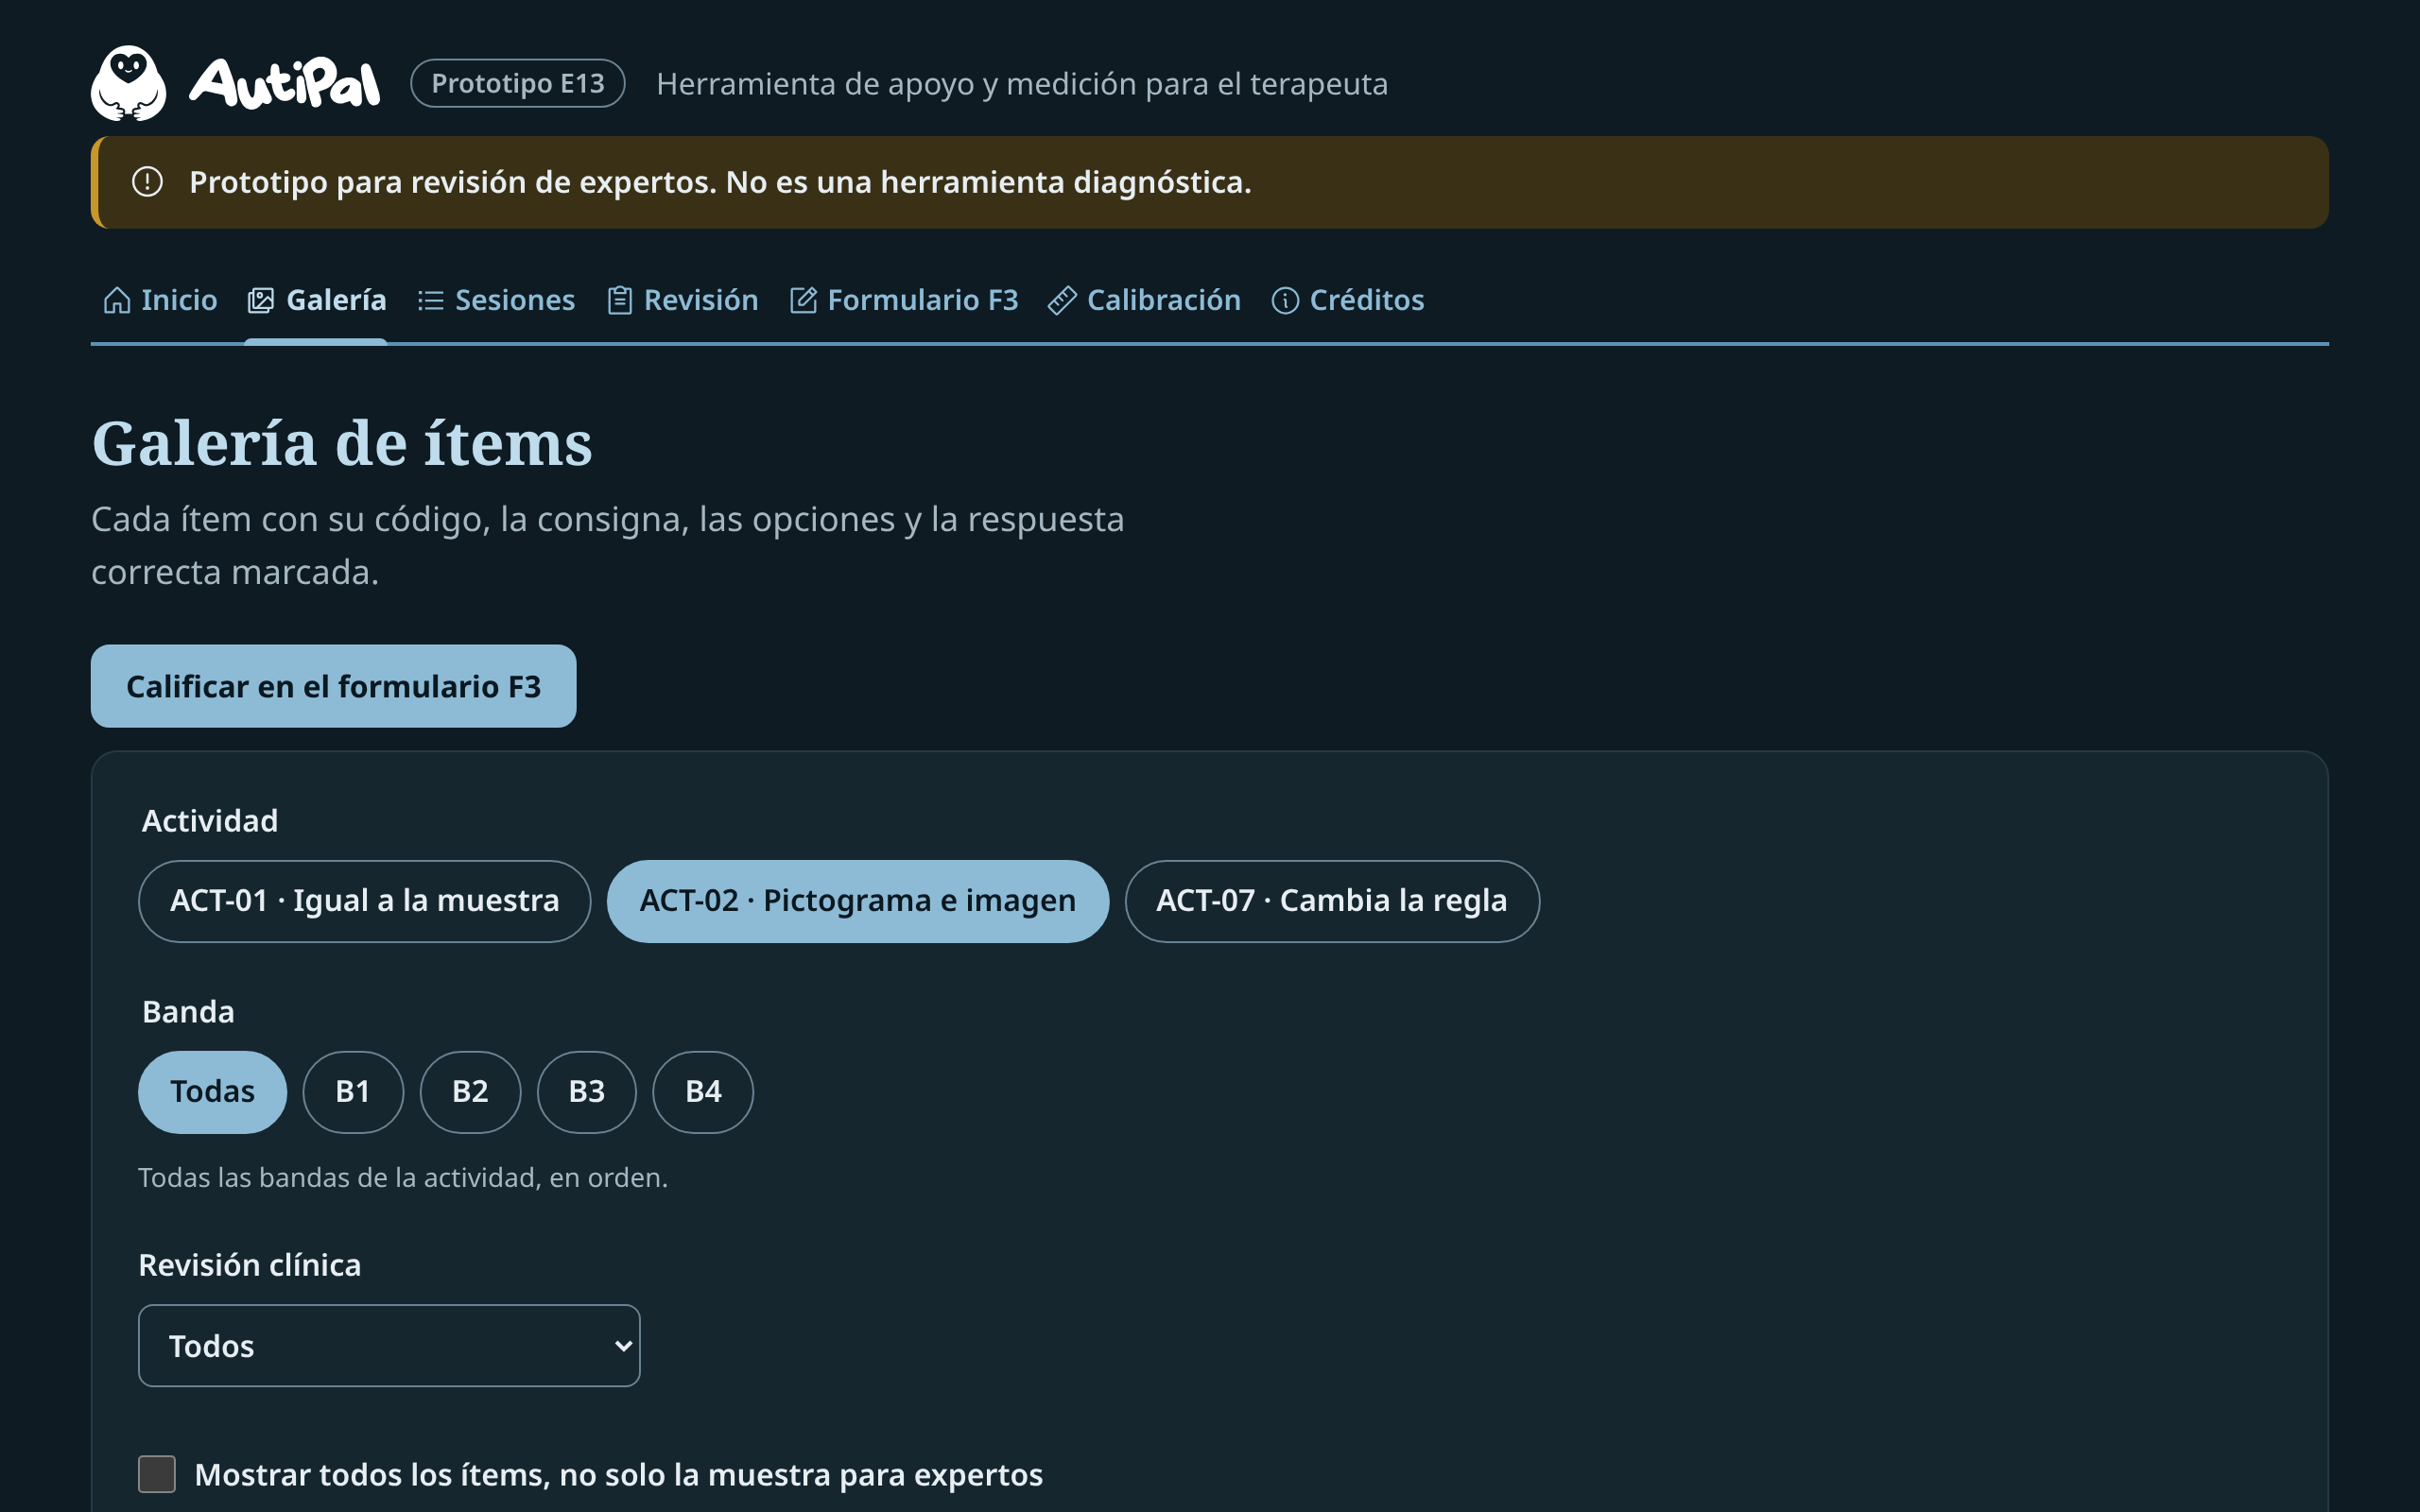 AutiPal Prototipo E13 Herramienta de apoyo y medición para el terapeuta
Prototipo para revisión de expertos. No es una herramienta diagnóstica.
Inicio Galería Sesiones Revisión Formulario F3 Calibración Créditos
Galería de ítems
Cada ítem con su código, la consigna, las opciones y la respuesta
correcta marcada.
Calificar en el formulario F3
Actividad
ACT-01 · Igual a la muestra ACT-02 · Pictograma e imagen ACT-07 · Cambia la regla
Banda
Todas B1 B2 B3 B4
Todas las bandas de la actividad, en orden.
Revisión clínica
Todos
Mostrar todos los ítems, no solo la muestra para expertos